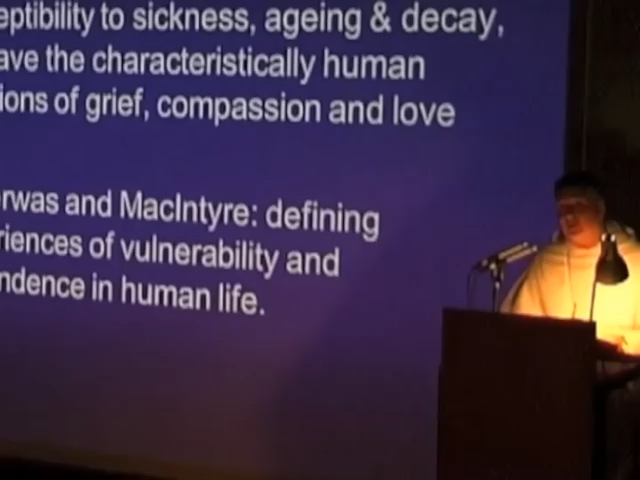 eptibility to sickness, ageing & decay,
ave the characteristically human
ions of grief, compassion and love
rwas and MacIntyre: defining
riences of vulnerability and
ndence in human life.